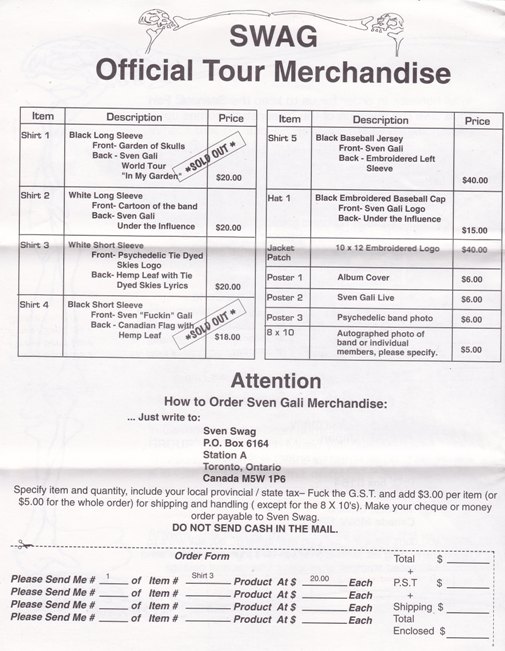 SWAG
Official Tour Merchandise
Item Description Price
Shirt 1 Black Long Sleeve
Front- Garden of Skulls
Back - Sven Gali
World Tour
"In My Garden"
*SOLD OUT*
$20.00
Shirt 2 White Long Sleeve
Front- Cartoon of the band
Back- Sven Gali
Under the Influence $20.00
Shirt 3 White Short Sleeve
Front- Psychedelic Tie Dyed
Skies Logo
Back- Hemp Leaf with Tie
Dyed Skies Lyrics $20.00
Shirt 4 Black Short Sleeve
Front- Sven "Fuckin" Gali
Back - Canadian Flag with
Hemp Leaf
*SOLD OUT*
$18.00
Item Description Price
Shirt 5 Black Baseball Jersey
Front- Sven Gali
Back - Embroidered Left
Sleeve
$40.00
Hat 1 Black Embroidered Baseball Cap
Front- Sven Gali Logo
Back- Under the Influence
$15.00
Jacket 10 x 12 Embroidered Logo $40.00
Patch
Poster 1 Album Cover $6.00
Poster 2 Sven Gali Live $6.00
Poster 3 Psychedelic band photo $6.00
8 x 10 Autographed photo of
band or individual
members, please specify. $5.00
Attention
How to Order Sven Gali Merchandise:
... Just write to:
Sven Swag
P.O. Box 6164
Station A
Toronto, Ontario
Canada M5W 1P6
Specify item and quantity, include your local provincial / state tax– Fuck the G.S.T. and add $3.00 per item (or
$5.00 for the whole order) for shipping and handling ( except for the 8 X 10's). Make your cheque or money
order payable to Sven Swag.
DO NOT SEND CASH IN THE MAIL.
Order Form
Please Send Me # 1 of Item # Shirt 3 Product At $ 20.00 Each
Please Send Me # of Item # Product At $ Each
Please Send Me # of Item # Product At $ Each
Please Send Me # of Item # Product At $ Each
Total $
+
P.S.T $
+
Shipping $
Total
Enclosed $